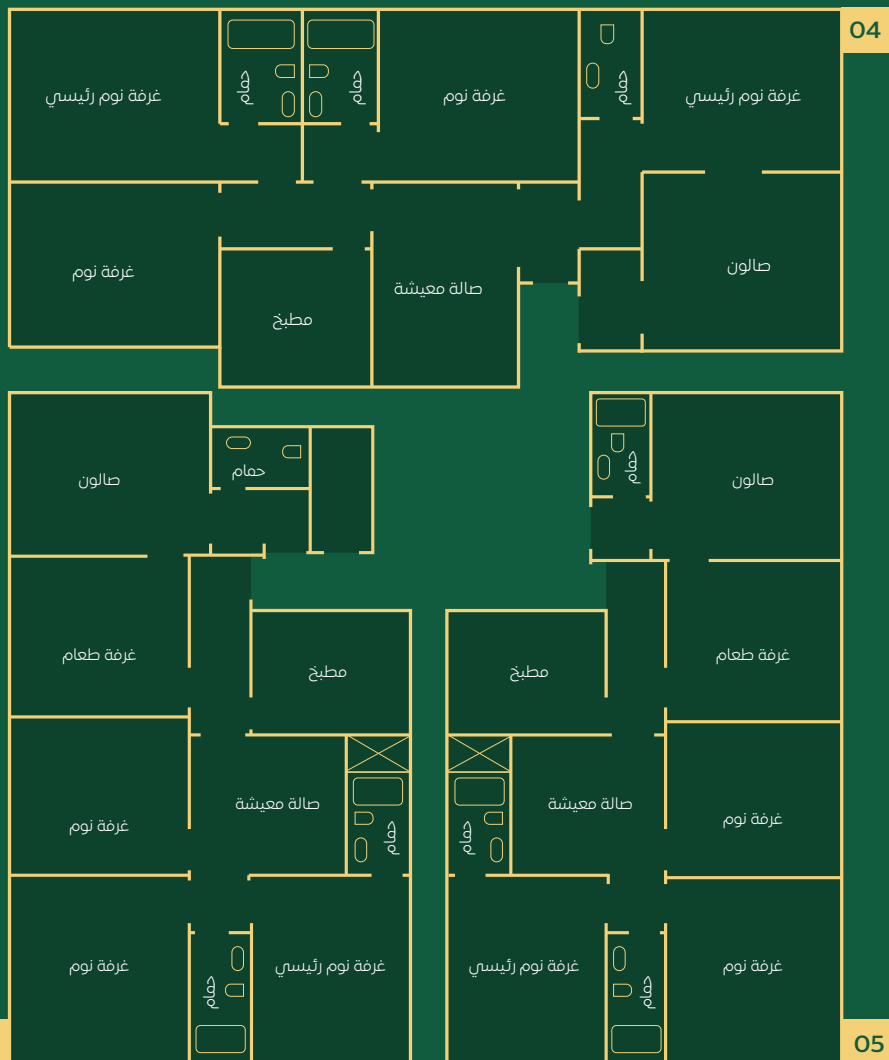 04
غرفة نوم رئيسي
حمام
غرفة نوم
حمام
حمام
غرفة نوم رئيسي
صالون
صالة معيشة
مطبخ
غرفة نوم
صالون
حمام
حمام
صالون
غرفة طعام
مطبخ
مطبخ
غرفة طعام
غرفة نوم
صالة معيشة
حمام
حمام
صالة معيشة
غرفة نوم
غرفة نوم
حمام
غرفة نوم رئيسي
غرفة نوم رئيسي
حمام
غرفة نوم
05